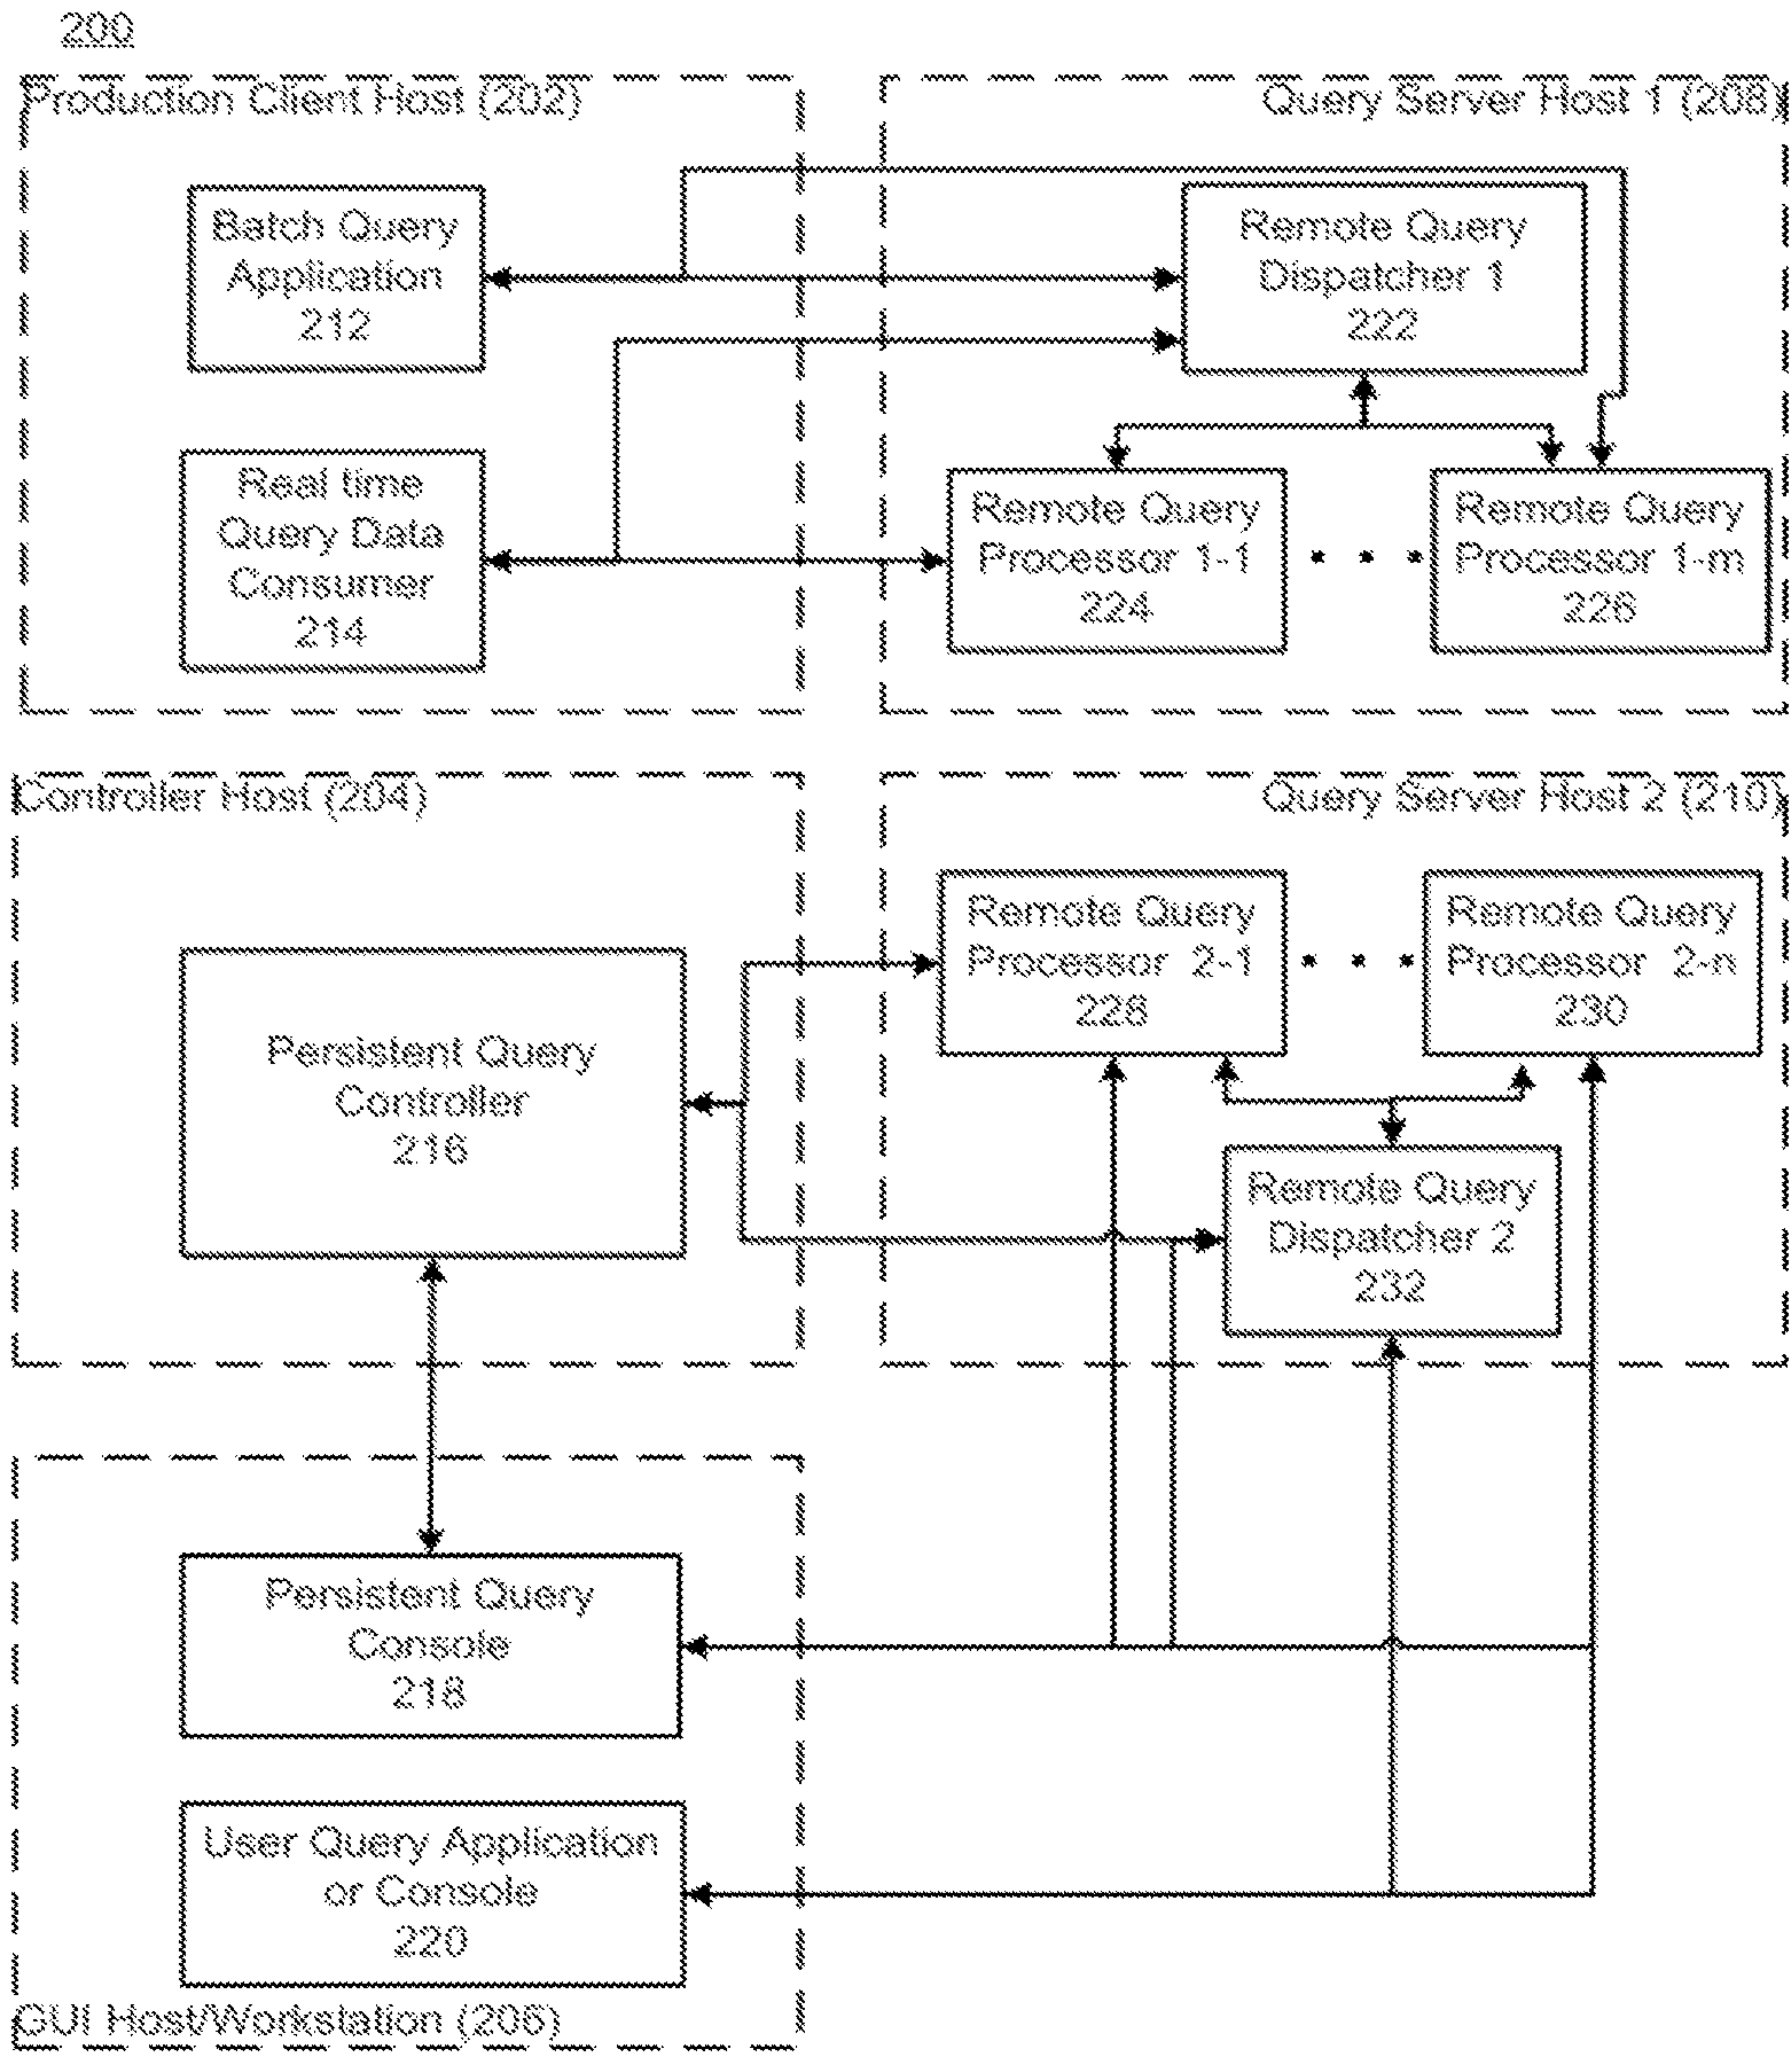 200
Production Client Host (202)
Query Server Host 1 (208)
Batch Query
Application
212
Remote Query
Dispatcher 1
222
Real time
Query Data
Consumer
214
Remote Query
Processor 1-1
224
. . .
Remote Query
Processor 1-m
226
Controller Host (204)
Query Server Host 2 (210)
Remote Query
Processor 2-1
228
. . .
Remote Query
Processor 2-n
230
Persistent Query
Controller
216
Remote Query
Dispatcher 2
232
Persistent Query
Console
218
User Query Application
or Console
220
GUI Host/Workstation (206)